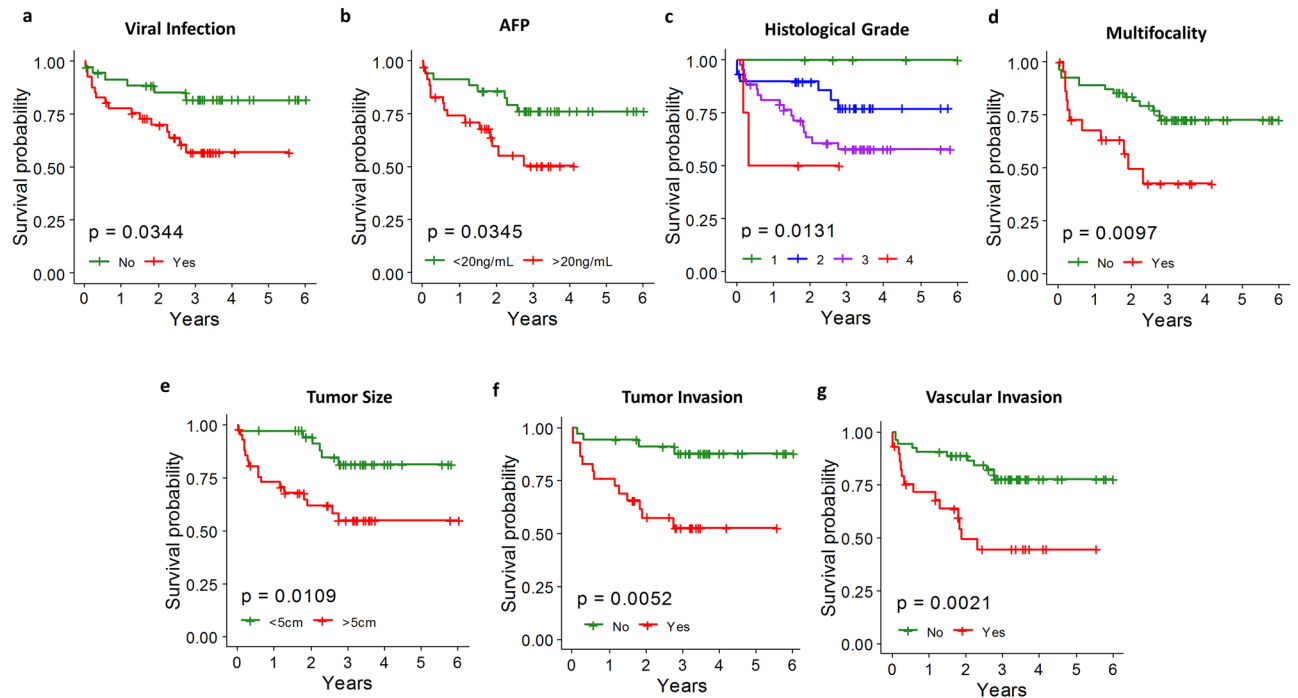 a
Viral Infection
Survival probability
1.00
0.75
0.50
0.25
0.00
p = 0.0344
No Yes
0 1 2 3 4 5 6
Years
b
AFP
Survival probability
1.00
0.75
0.50
0.25
0.00
p = 0.0345
<20ng/mL >20ng/mL
0 1 2 3 4 5 6
Years
c
Histological Grade
Survival probability
1.00
0.75
0.50
0.25
0.00
p = 0.0131
1 2 3 4
0 1 2 3 4 5 6
Years
d
Multifocality
Survival probability
1.00
0.75
0.50
0.25
0.00
p = 0.0097
No Yes
0 1 2 3 4 5 6
Years
e
Tumor Size
Survival probability
1.00
0.75
0.50
0.25
0.00
p = 0.0109
<5cm >5cm
0 1 2 3 4 5 6
Years
f
Tumor Invasion
Survival probability
1.00
0.75
0.50
0.25
0.00
p = 0.0052
No Yes
0 1 2 3 4 5 6
Years
g
Vascular Invasion
Survival probability
1.00
0.75
0.50
0.25
0.00
p = 0.0021
No Yes
0 1 2 3 4 5 6
Years